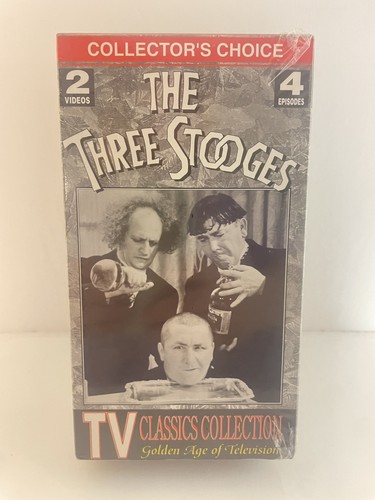 COLLECTOR'S CHOICE
2
VIDEOS
4
EPISODES
THE
THREE STOOGES
TV CLASSICS COLLECTION
Golden Age of Television